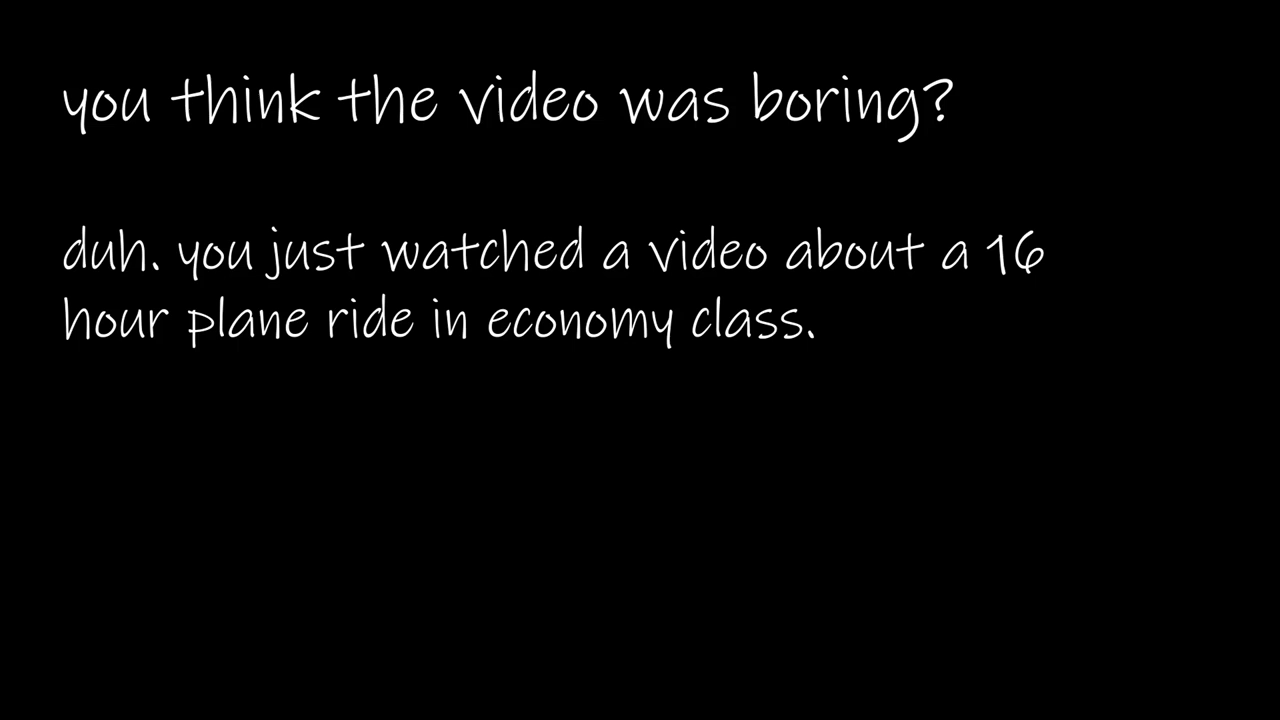 you think the video was boring?
duh. you just watched a video about a 16
hour plane ride in economy class.